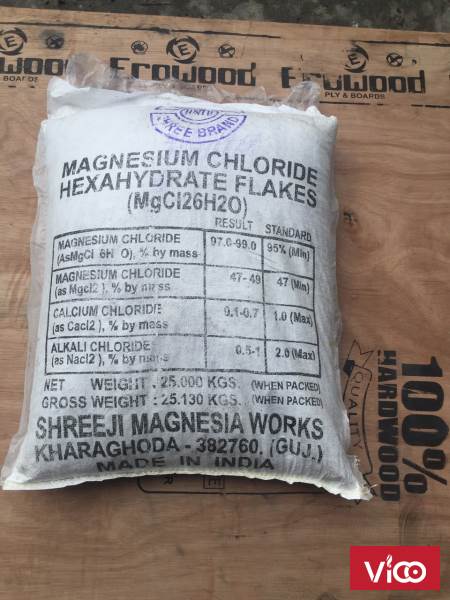 Erowood
PLY & BOARDS
Erowood
PLY & BOARDS
REE BRAND
MAGNESIUM CHLORIDE
HEXAHYDRATE FLAKES
(MgCl26H2O)
RESULT STANDARD
MAGNESIUM CHLORIDE 97.0-99.0 95% (Min)
(AsMgCl 6H O), % by mass
MAGNESIUM CHLORIDE 47-49 47 (Min)
(as Mgcl2 ), % by mass
CALCIUM CHLORIDE 0.1-0.7 1.0 (Max)
(as Cacl2 ), % by mass
ALKALI CHLORIDE 0.5-1 2.0 (Max)
(as Nacl2 ), % by mass
NET WEIGHT : 25.000 KGS. (WHEN PACKED)
GROSS WEIGHT : 25.130 KGS. (WHEN PACKED)
SHREEJI MAGNESIA WORKS
KHARAGHODA - 382760. (GUJ.)
MADE IN INDIA
QUALITY
100%
HARDWOOD
VICO